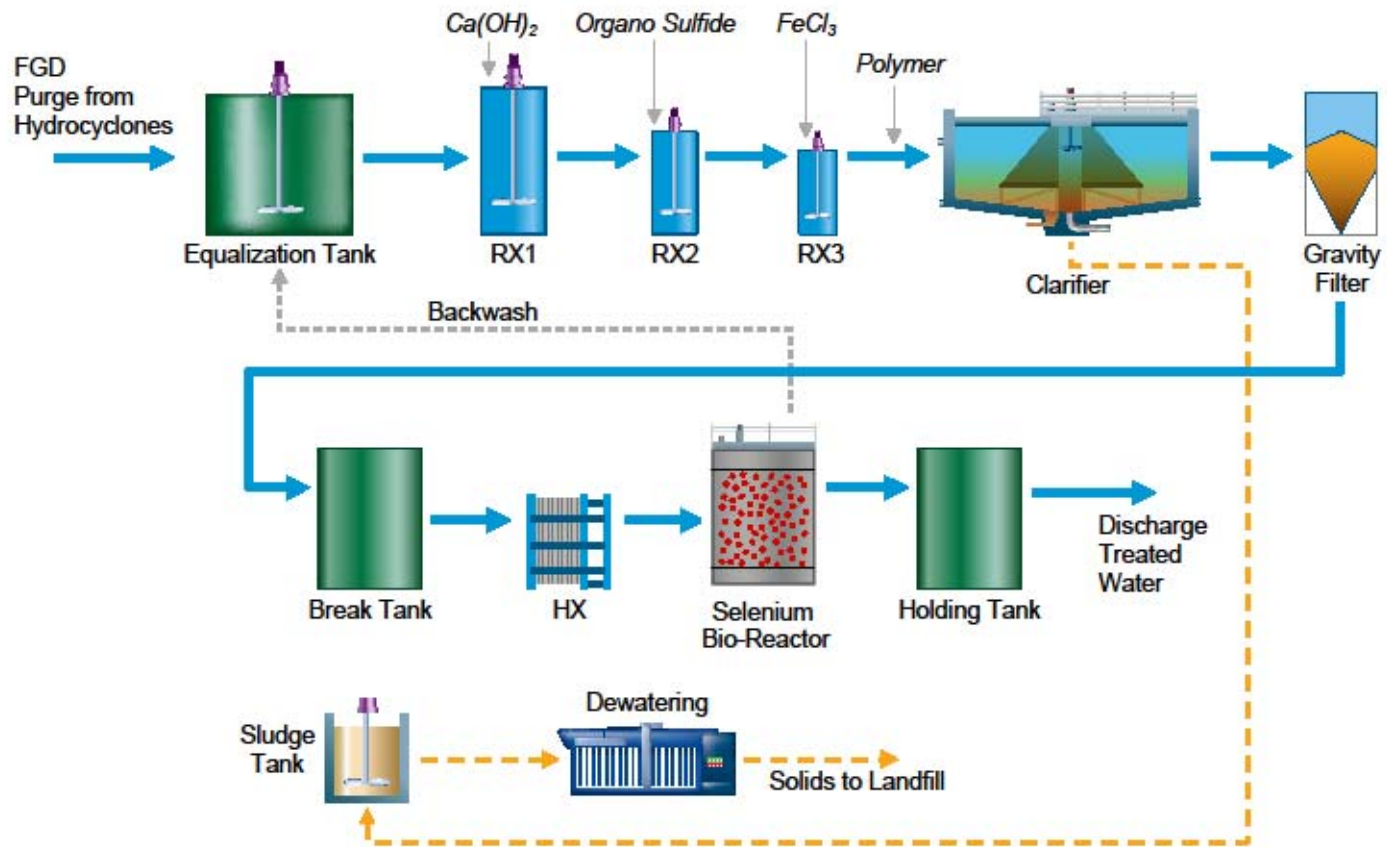 Ca(OH)₂
Organo Sulfide
FeCl₃
Polymer
FGD
Purge from
Hydrocyclones
Equalization Tank
RX1
RX2
RX3
Clarifier
Gravity
Filter
Backwash
Break Tank
HX
Selenium
Bio-Reactor
Holding Tank
Discharge
Treated
Water
Sludge
Tank
Dewatering
Solids to Landfill